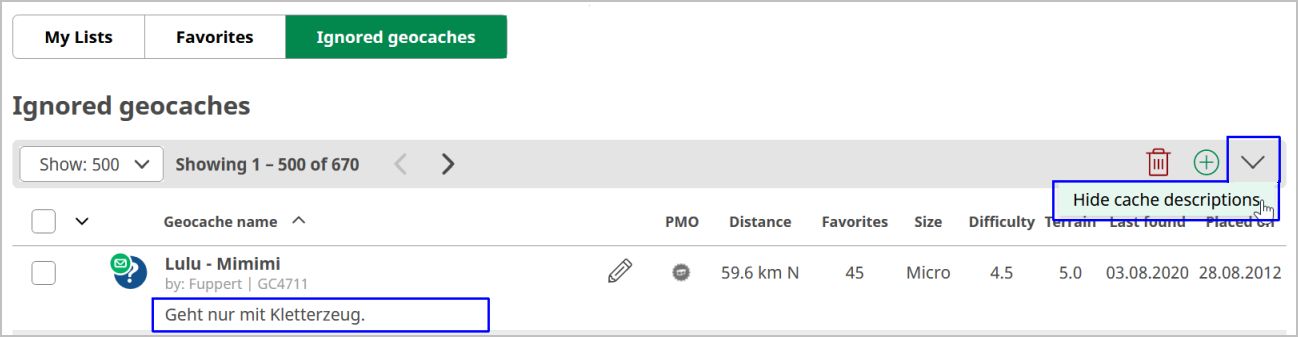 My Lists Favorites Ignored geocaches
Ignored geocaches
Show: 500 Showing 1 – 500 of 670
Hide cache descriptions
Geocache name PMO Distance Favorites Size Difficulty Terrain Last found Placed on
Lulu - Mimimi 59.6 km N 45 Micro 4.5 5.0 03.08.2020 28.08.2012
by: Fuppert | GC4711
Geht nur mit Kletterzeug.